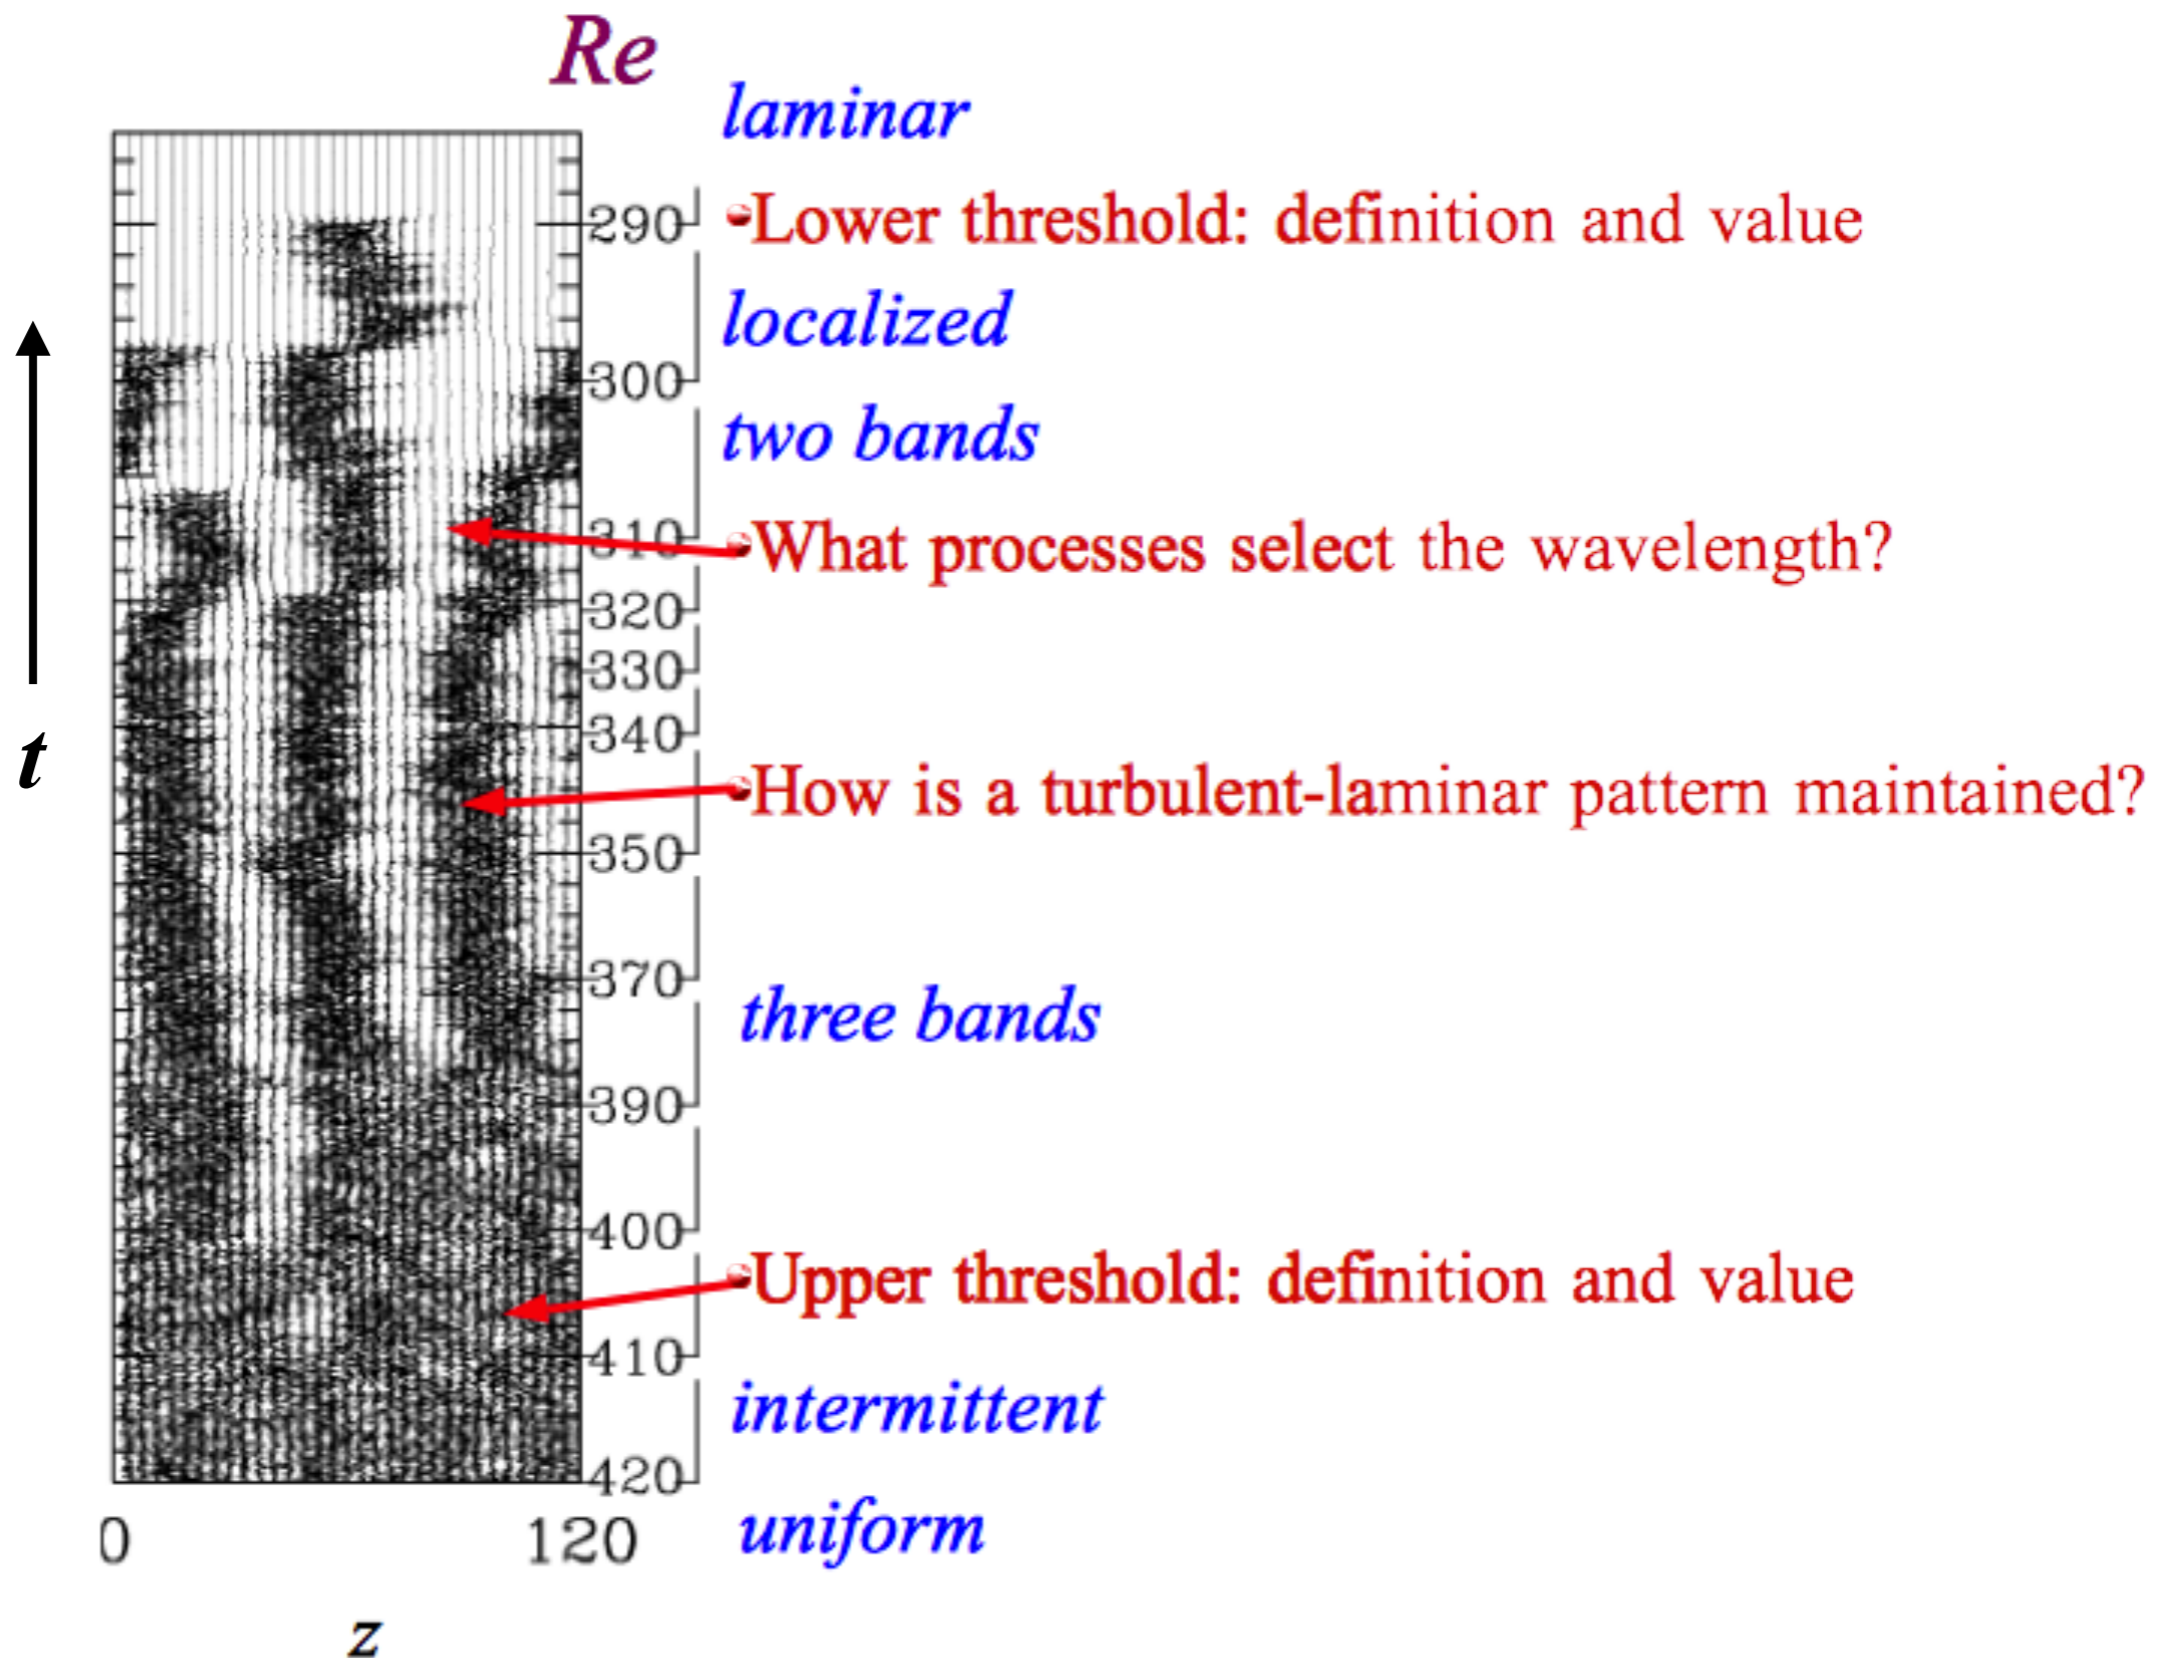 Re
laminar
290
Lower threshold: definition and value
localized
300
two bands
310
What processes select the wavelength?
320
330
340
t
How is a turbulent-laminar pattern maintained?
350
370
three bands
390
400
Upper threshold: definition and value
410
intermittent
420
0
120
uniform
z